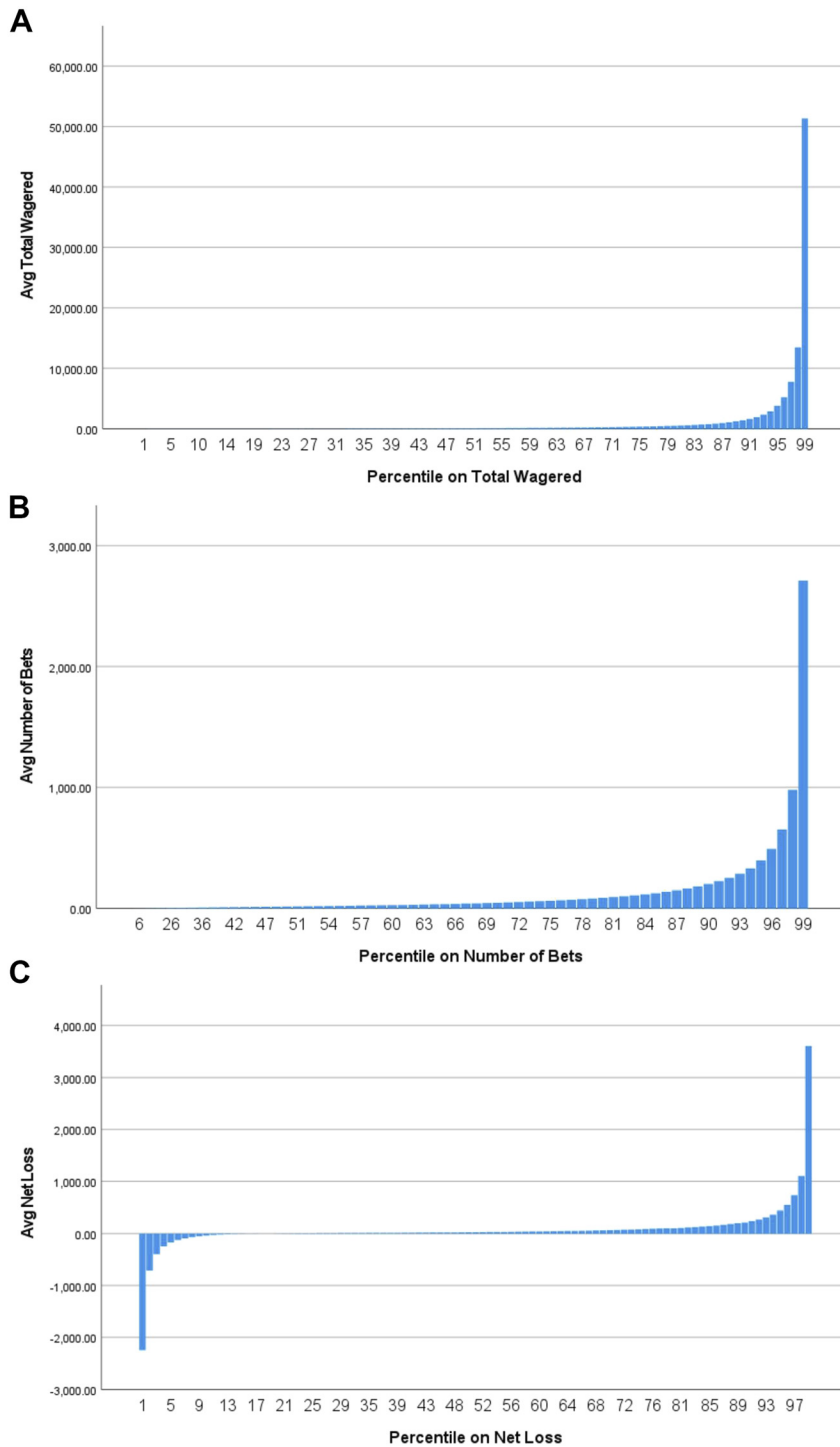 A
60,000.00
50,000.00
40,000.00
30,000.00
20,000.00
10,000.00
0.00
Avg Total Wagered
1 5 10 14 19 23 27 31 35 39 43 47 51 55 59 63 67 71 75 79 83 87 91 95 99
Percentile on Total Wagered
B
3,000.00
2,000.00
1,000.00
0.00
Avg Number of Bets
6 26 36 42 47 51 54 57 60 63 66 69 72 75 78 81 84 87 90 93 96 99
Percentile on Number of Bets
C
4,000.00
3,000.00
2,000.00
1,000.00
0.00
-1,000.00
-2,000.00
-3,000.00
Avg Net Loss
1 5 9 13 17 21 25 29 35 39 43 48 52 56 60 64 68 72 76 81 85 89 93 97
Percentile on Net Loss